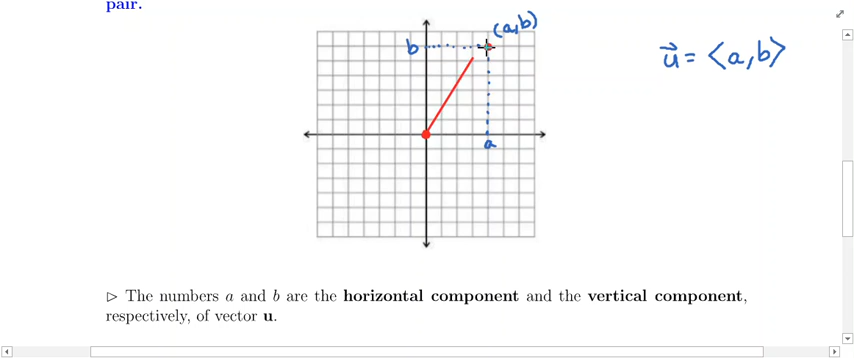 pair.
(a,b)
b
u⃗ = ⟨a,b⟩
a
▷ The numbers a and b are the horizontal component and the vertical component,
respectively, of vector u.